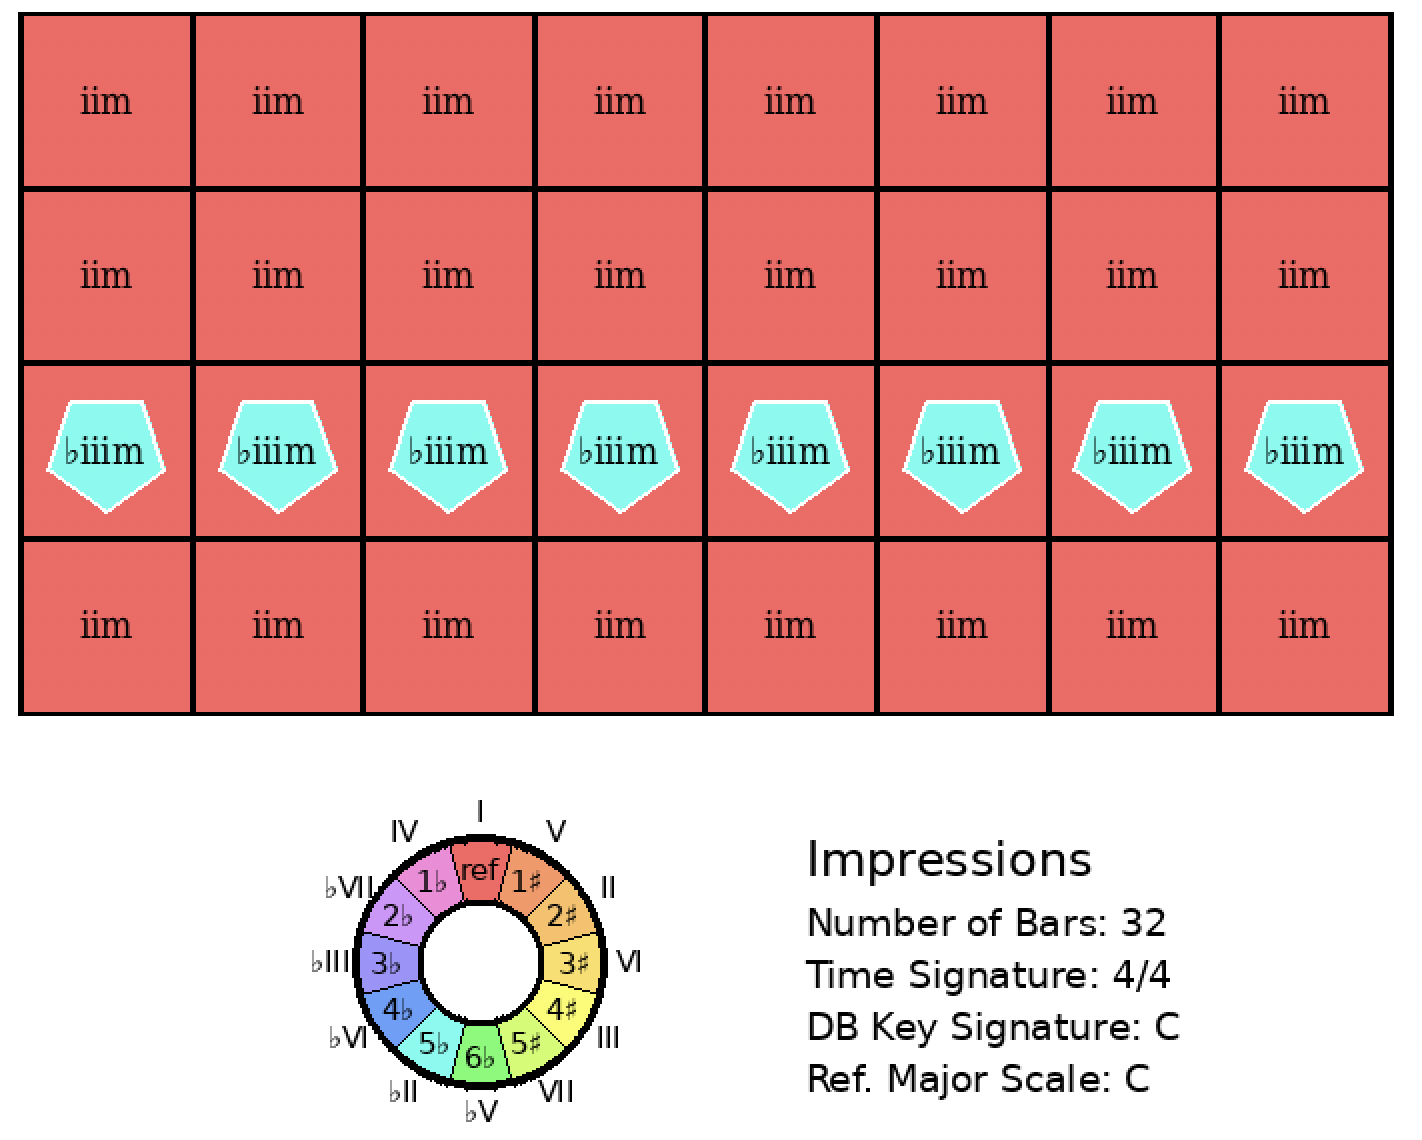 iim iim iim iim iim iim iim iim
iim iim iim iim iim iim iim iim
♭iiim ♭iiim ♭iiim ♭iiim ♭iiim ♭iiim ♭iiim ♭iiim
iim iim iim iim iim iim iim iim
I
IV V
♭VII 1♭ ref 1♯ II
2♭ 2♯
♭III 3♭ 3♯ VI
4♭ 4♯
♭VI 5♭ 6♭ 5♯ III
♭II VII
♭V
Impressions
Number of Bars: 32
Time Signature: 4/4
DB Key Signature: C
Ref. Major Scale: C